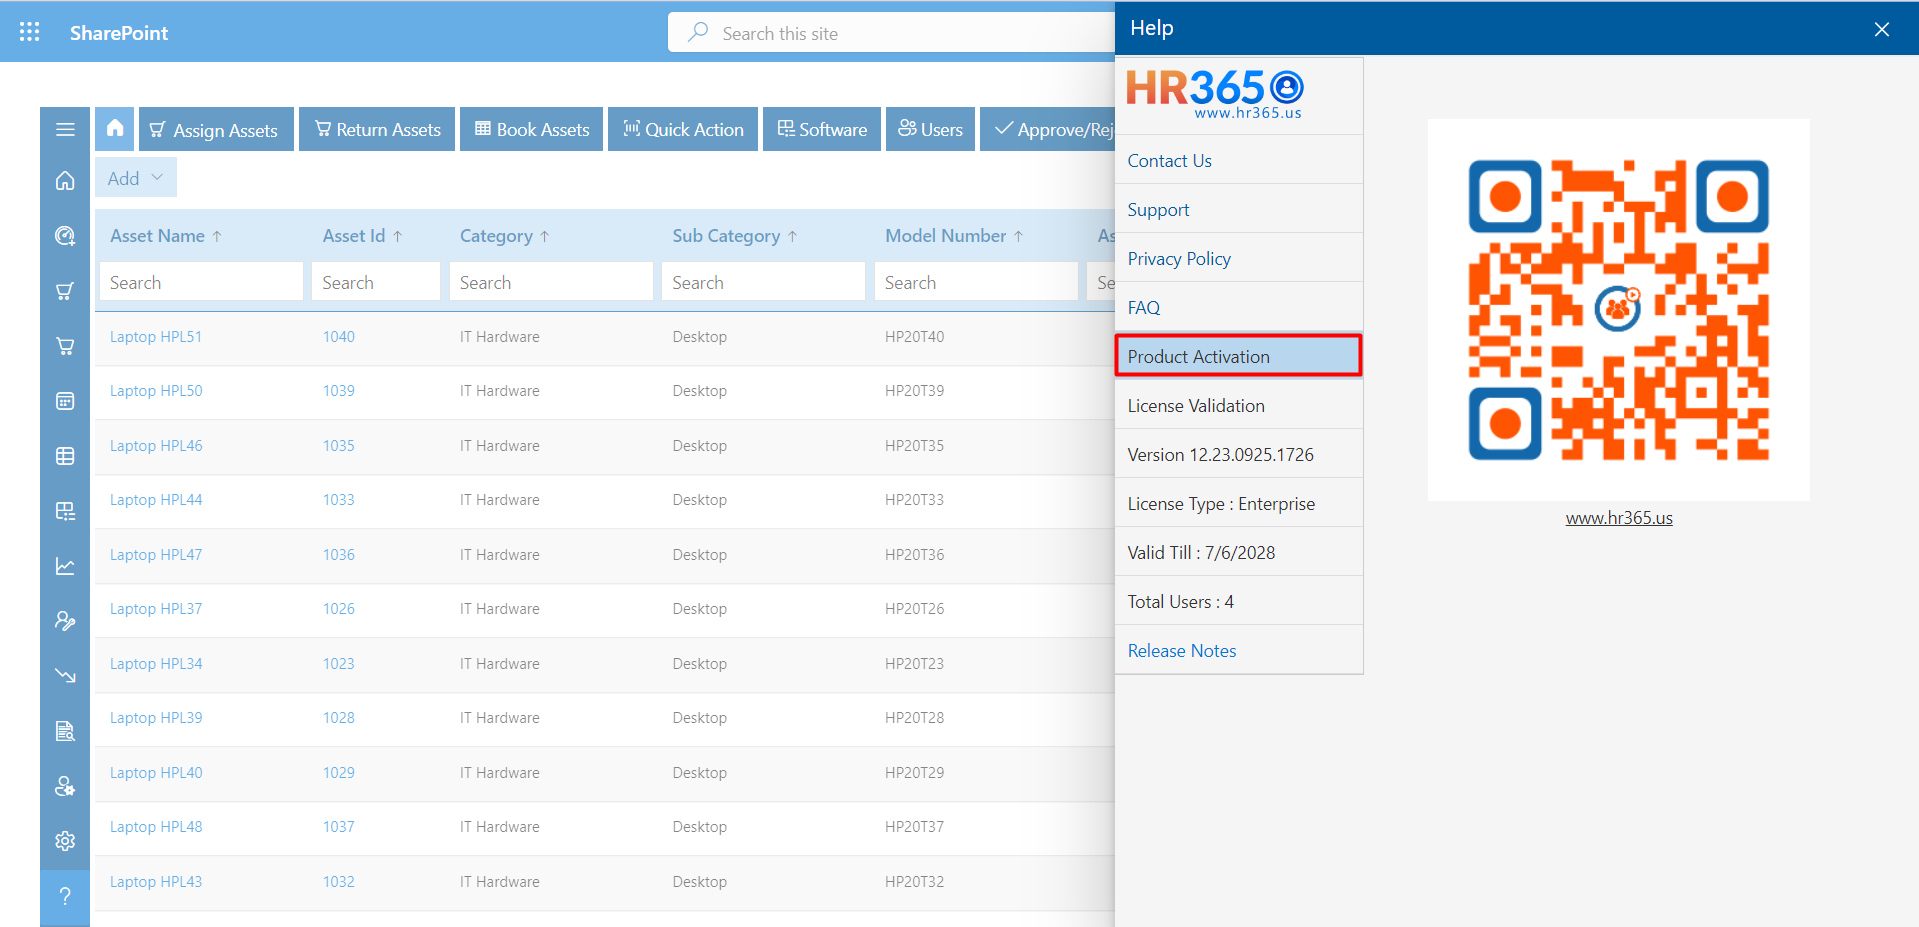 SharePoint
Search this site
Help
HR365
www.hr365.us
Assign Assets
Return Assets
Book Assets
Quick Action
Software
Users
Approve/Rej
Add
Asset Name ↑ Asset Id ↑ Category ↑ Sub Category ↑ Model Number ↑ As
Search Search Search Search Search Se
Laptop HPL51 1040 IT Hardware Desktop HP20T40
Laptop HPL50 1039 IT Hardware Desktop HP20T39
Laptop HPL46 1035 IT Hardware Desktop HP20T35
Laptop HPL44 1033 IT Hardware Desktop HP20T33
Laptop HPL47 1036 IT Hardware Desktop HP20T36
Laptop HPL37 1026 IT Hardware Desktop HP20T26
Laptop HPL34 1023 IT Hardware Desktop HP20T23
Laptop HPL39 1028 IT Hardware Desktop HP20T28
Laptop HPL40 1029 IT Hardware Desktop HP20T29
Laptop HPL48 1037 IT Hardware Desktop HP20T37
Laptop HPL43 1032 IT Hardware Desktop HP20T32
?
Contact Us
Support
Privacy Policy
FAQ
Product Activation
License Validation
Version 12.23.0925.1726
License Type : Enterprise
Valid Till : 7/6/2028
Total Users : 4
Release Notes
www.hr365.us